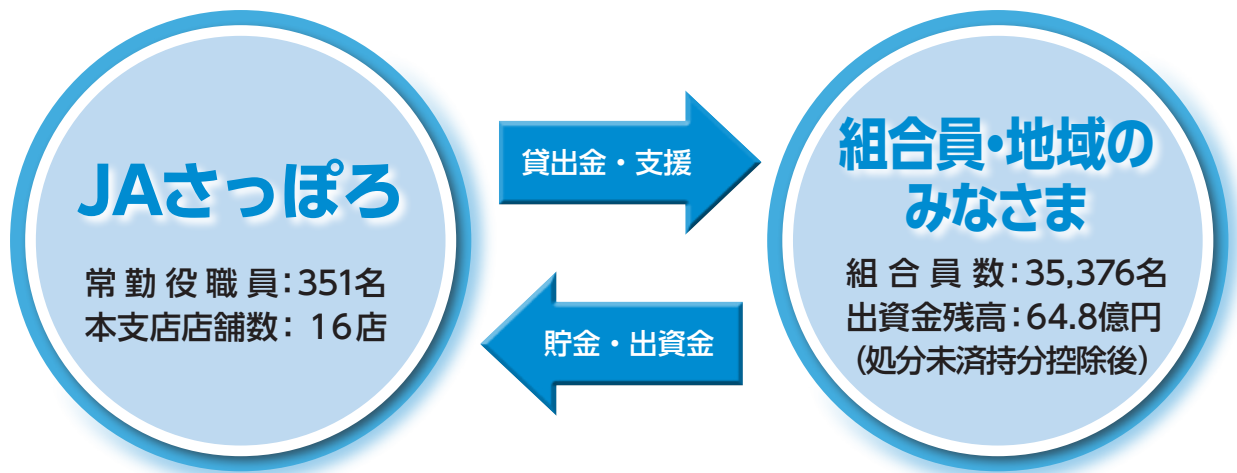 JAさっぽろ
常勤役職員：351名
本支店店舗数：16店
貸出金・支援
貯金・出資金
組合員・地域の
みなさま
組合員数：35,376名
出資金残高：64.8億円
（処分未済持分控除後）